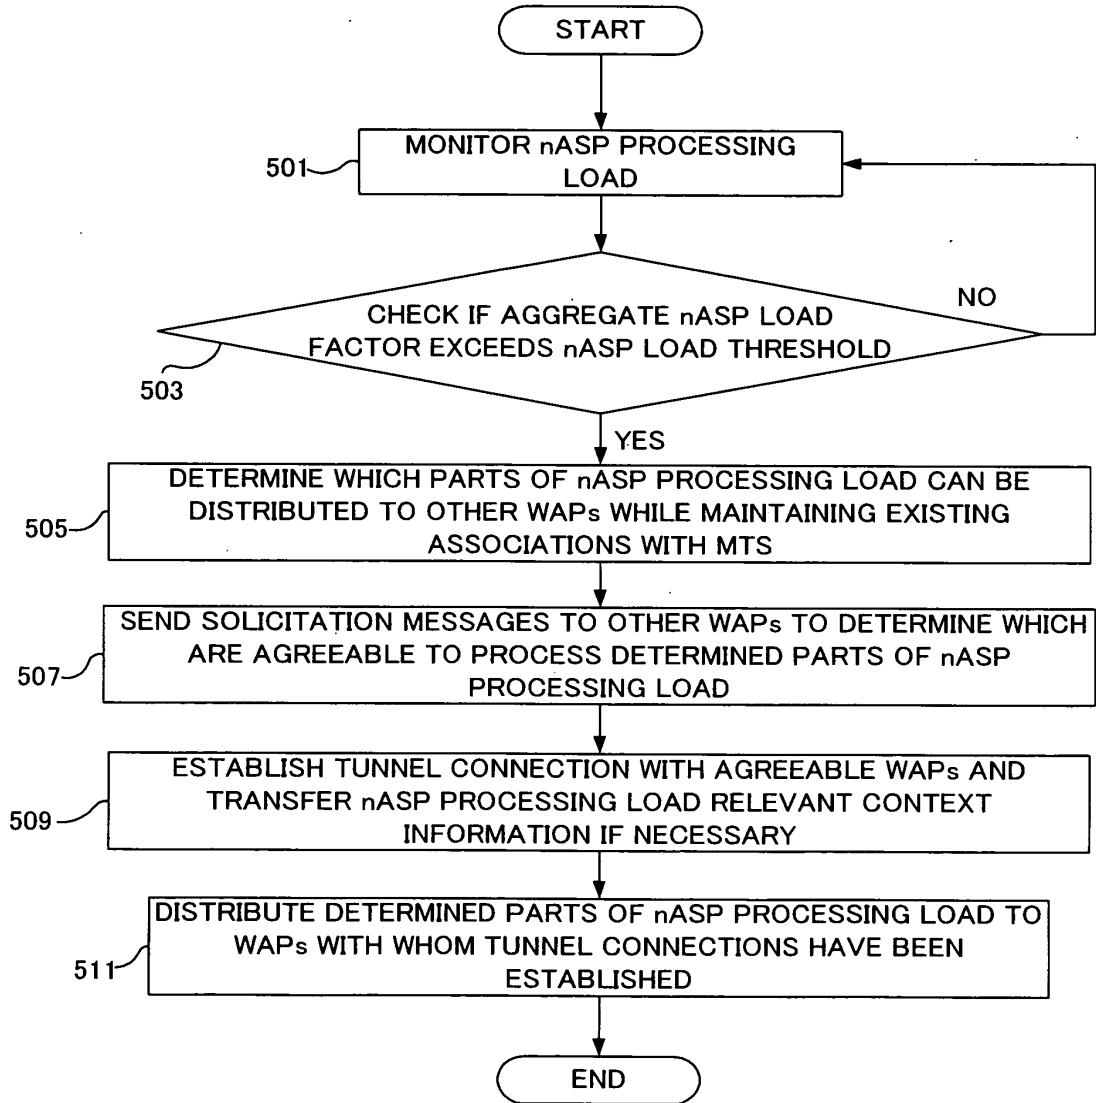 START
MONITOR nASP PROCESSING
LOAD
501
CHECK IF AGGREGATE nASP LOAD
FACTOR EXCEEDS nASP LOAD THRESHOLD
NO
503
YES
DETERMINE WHICH PARTS OF nASP PROCESSING LOAD CAN BE
DISTRIBUTED TO OTHER WAPs WHILE MAINTAINING EXISTING
ASSOCIATIONS WITH MTS
505
SEND SOLICITATION MESSAGES TO OTHER WAPs TO DETERMINE WHICH
ARE AGREEABLE TO PROCESS DETERMINED PARTS OF nASP
PROCESSING LOAD
507
ESTABLISH TUNNEL CONNECTION WITH AGREEABLE WAPs AND
TRANSFER nASP PROCESSING LOAD RELEVANT CONTEXT
INFORMATION IF NECESSARY
509
DISTRIBUTE DETERMINED PARTS OF nASP PROCESSING LOAD TO
WAPs WITH WHOM TUNNEL CONNECTIONS HAVE BEEN
ESTABLISHED
511
END